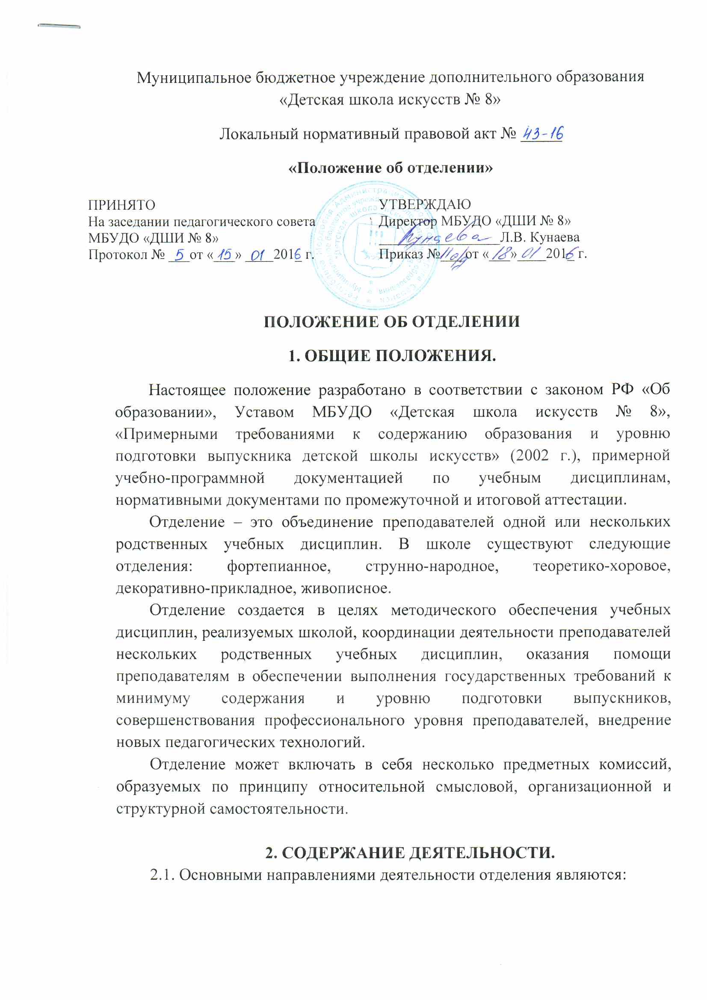 Муниципальное бюджетное учреждение дополнительного образования
«Детская школа искусств № 8»
Локальный нормативный правовой акт № 43-16
«Положение об отделении»
ПРИНЯТО
На заседании педагогического совета
МБУДО «ДШИ № 8»
Протокол № 5 от «15» 01 2016 г.
УТВЕРЖДАЮ
Директор МБУДО «ДШИ № 8»
Кунаева Л.В. Кунаева
Приказ № от «18» 01 2016 г.
ПОЛОЖЕНИЕ ОБ ОТДЕЛЕНИИ
1. ОБЩИЕ ПОЛОЖЕНИЯ.
Настоящее положение разработано в соответствии с законом РФ «Об
образовании», Уставом МБУДО «Детская школа искусств № 8»,
«Примерными требованиями к содержанию образования и уровню
подготовки выпускника детской школы искусств» (2002 г.), примерной
учебно-программной документацией по учебным дисциплинам,
нормативными документами по промежуточной и итоговой аттестации.
Отделение – это объединение преподавателей одной или нескольких
родственных учебных дисциплин. В школе существуют следующие
отделения: фортепианное, струнно-народное, теоретико-хоровое,
декоративно-прикладное, живописное.
Отделение создается в целях методического обеспечения учебных
дисциплин, реализуемых школой, координации деятельности преподавателей
нескольких родственных учебных дисциплин, оказания помощи
преподавателям в обеспечении выполнения государственных требований к
минимуму содержания и уровню подготовки выпускников,
совершенствования профессионального уровня преподавателей, внедрение
новых педагогических технологий.
Отделение может включать в себя несколько предметных комиссий,
образуемых по принципу относительной смысловой, организационной и
структурной самостоятельности.
2. СОДЕРЖАНИЕ ДЕЯТЕЛЬНОСТИ.
2.1. Основными направлениями деятельности отделения являются: